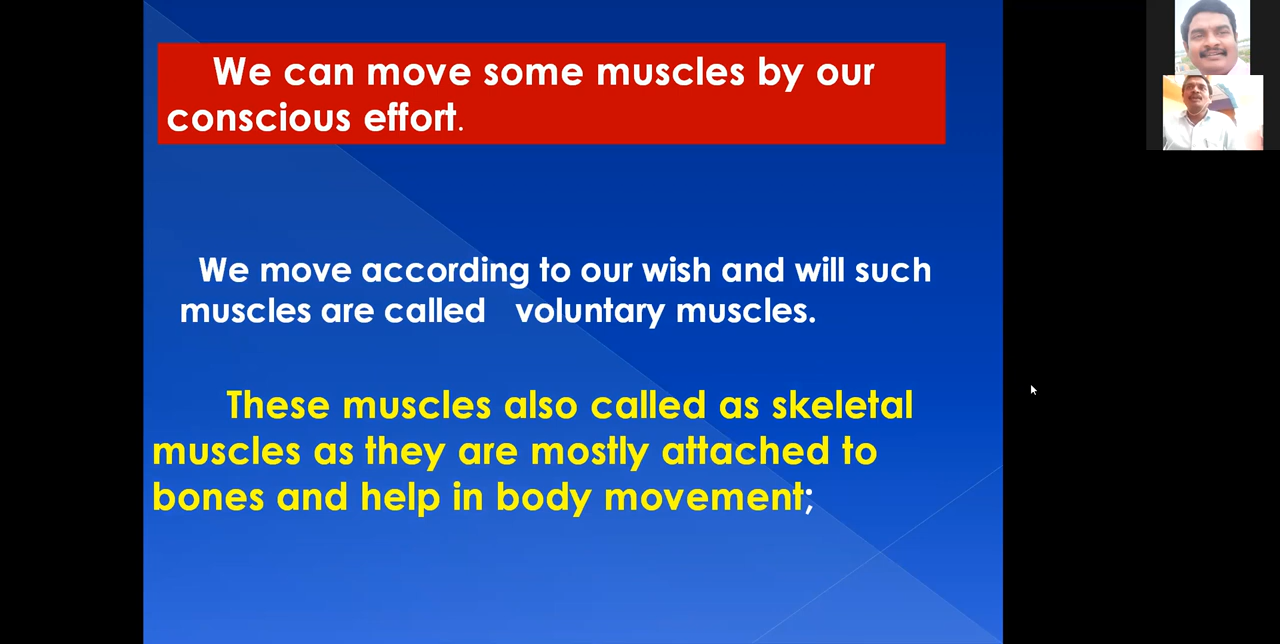 We can move some muscles by our
conscious effort.
We move according to our wish and will such
muscles are called voluntary muscles.
These muscles also called as skeletal
muscles as they are mostly attached to
bones and help in body movement;